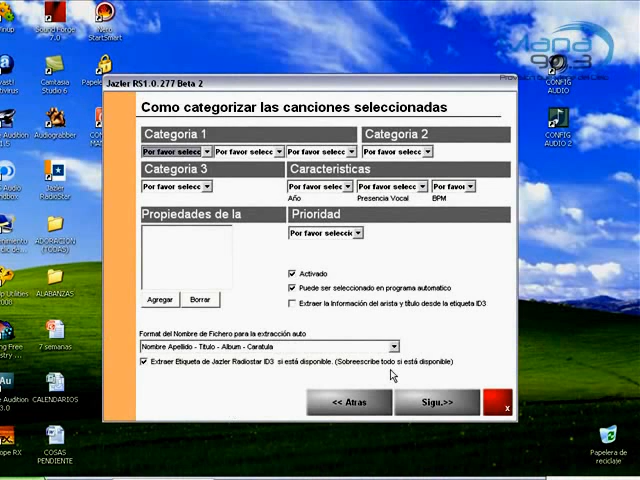 Sound Forge
7.0
Nero
StartSmart
Maná
90.3
Camtasia
Studio 6
CONFIG
AUDIO
Jazler RS1.0.277 Beta 2
Como categorizar las canciones seleccionadas
Categoria 1
Categoria 2
Por favor selecc
Por favor selecc
Por favor selecc
Por favor selecc
Categoria 3
Caracteristicas
Por favor selecc
Por favor selecc
Por favor selecc
Por favor
Año
Presencia Vocal
BPM
Propiedades de la
Prioridad
Por favor seleccio
Activado
Puede ser seleccionado en programa automatico
Extraer la Información del arista y título desde la etiqueta ID3
Agregar
Borrar
Format del Nombre de Fichero para la extracción auto
Nombre Apellido - Titulo - Album - Caratula
Extraer Etiqueta de Jazler Radiostar ID3 si está disponible. (Sobreescribe todo si está disponible)
<< Atras
Sigu.>>
x
Audiograbber
CONFIG
AUDIO 2
Jazler
RadioStar
ADORACION
(TODAS)
ALABANZAS
7 semanas
CALENDARIOS
COSAS
PENDIENTE
Papelera de
reciclaje